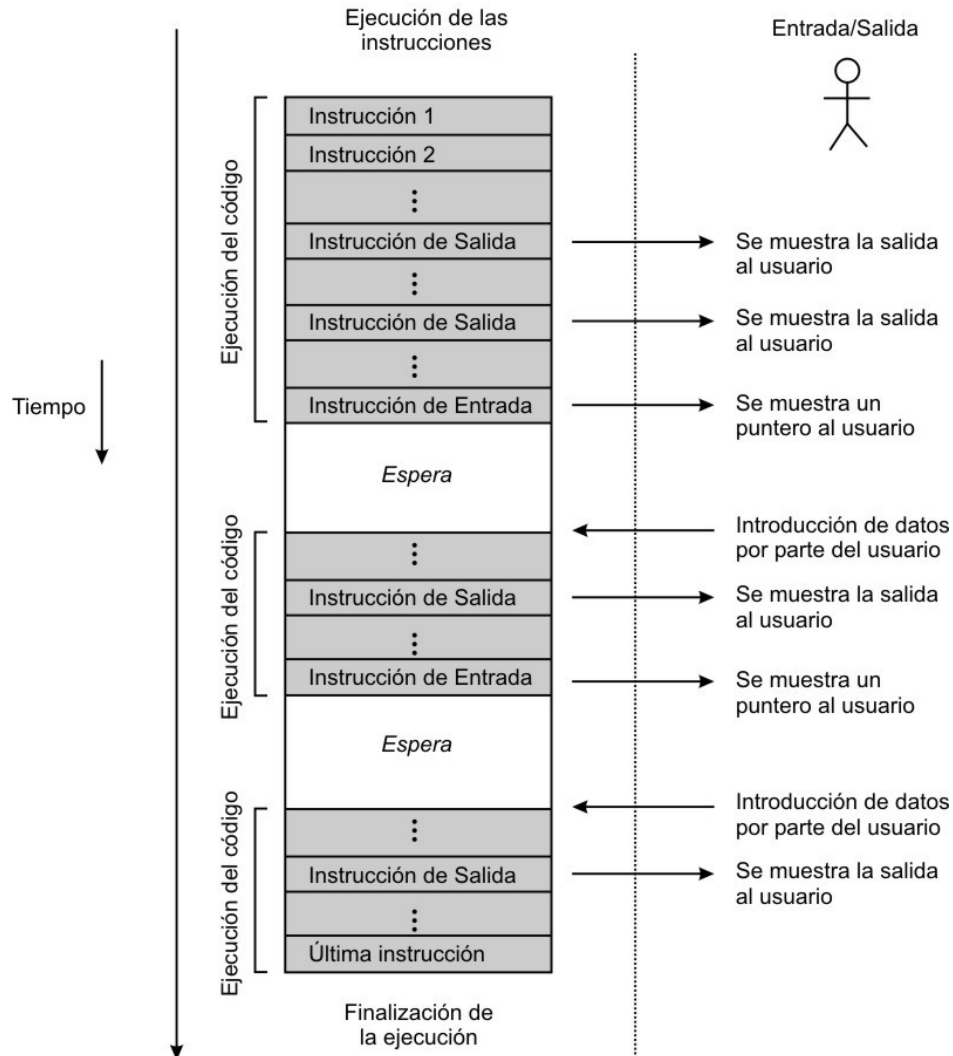 Ejecución de las
instrucciones
Entrada/Salida
Ejecución del código
Instrucción 1
Instrucción 2
Instrucción de Salida
Se muestra la salida
al usuario
Instrucción de Salida
Se muestra la salida
al usuario
Tiempo
Instrucción de Entrada
Se muestra un
puntero al usuario
Espera
Ejecución del código
Introducción de datos
por parte del usuario
Instrucción de Salida
Se muestra la salida
al usuario
Instrucción de Entrada
Se muestra un
puntero al usuario
Espera
Ejecución del código
Introducción de datos
por parte del usuario
Instrucción de Salida
Se muestra la salida
al usuario
Última instrucción
Finalización de
la ejecución